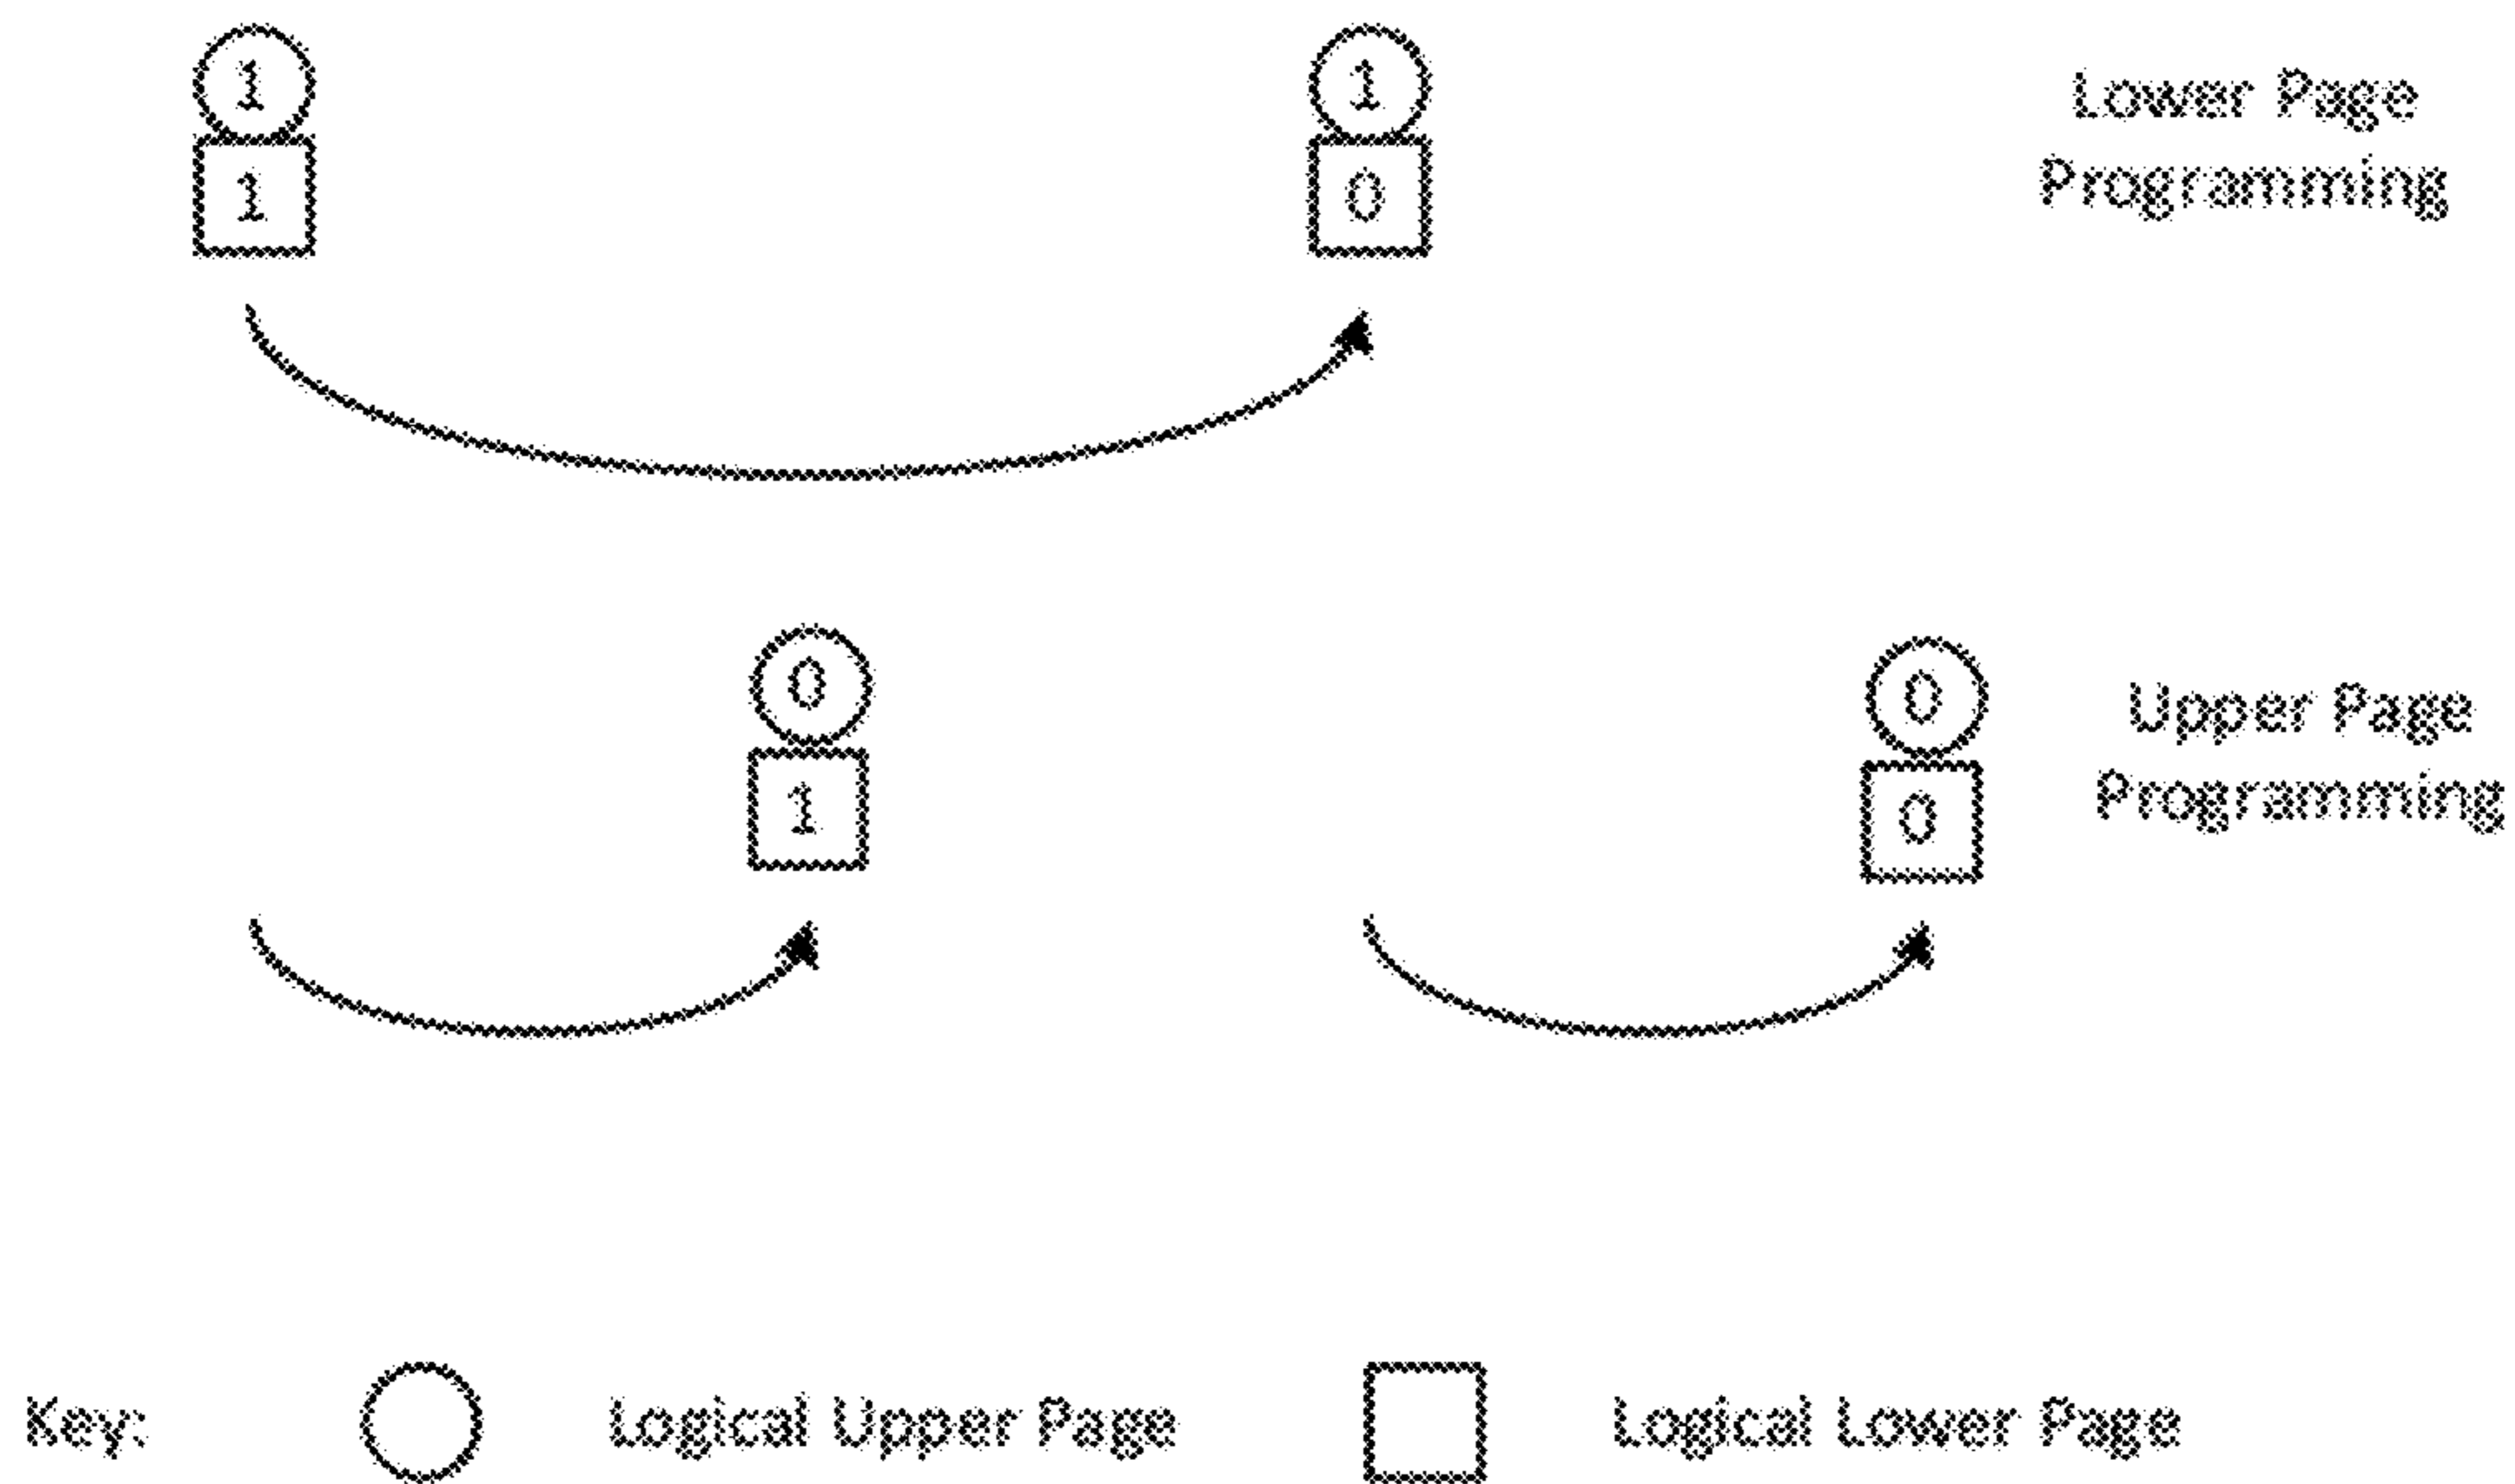 1 1 Lower Page
1 0 Programming
0 0 Upper Page
1 0 Programming
Key: Logical Upper Page Logical Lower Page